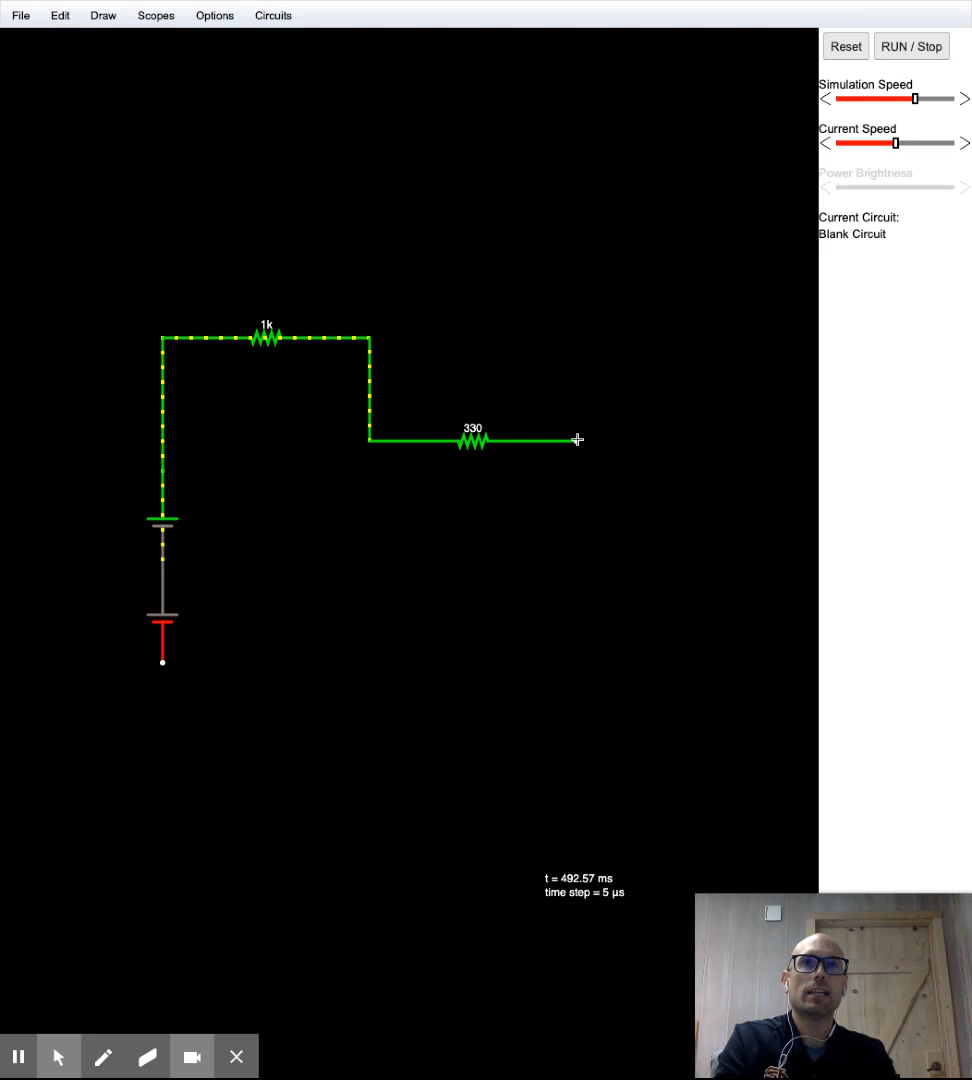 File Edit Draw Scopes Options Circuits
Reset RUN / Stop
Simulation Speed
Current Speed
Power Brightness
Current Circuit:
Blank Circuit
1k
330
t = 492.57 ms
time step = 5 µs